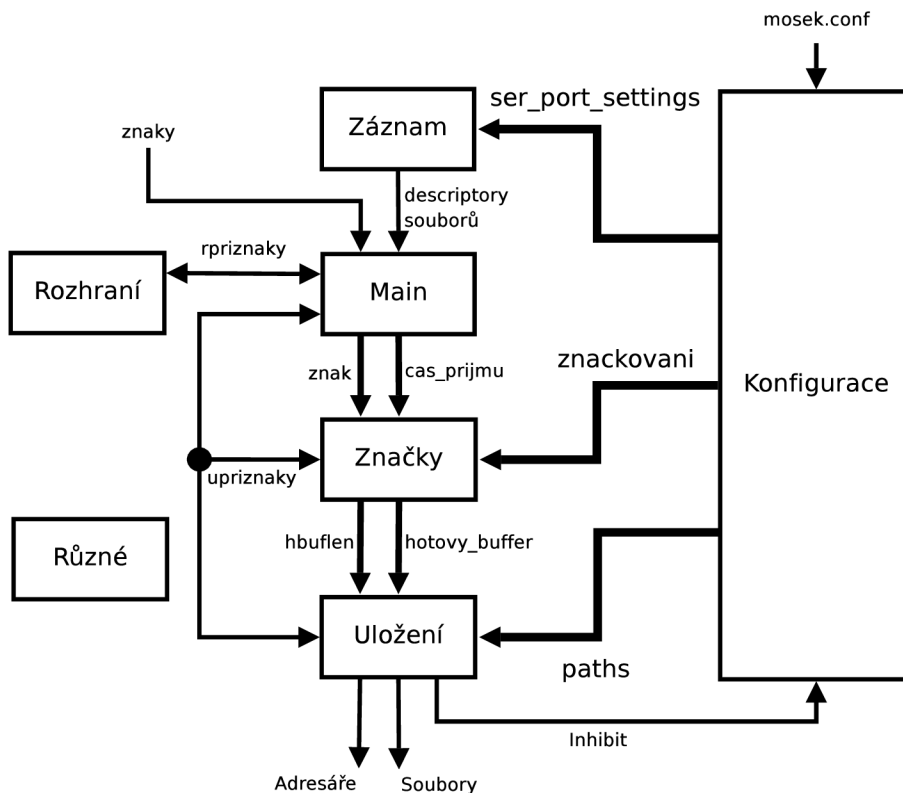 mosek.conf
ser_port_settings
Záznam
znaky
descriptory
souborů
rpriznaky
Rozhraní
Main
znackovani
znak
cas_prijmu
Konfigurace
Značky
upriznaky
hbuflen
hotovy_buffer
Různé
Uložení
paths
Inhibit
Adresáře
Soubory